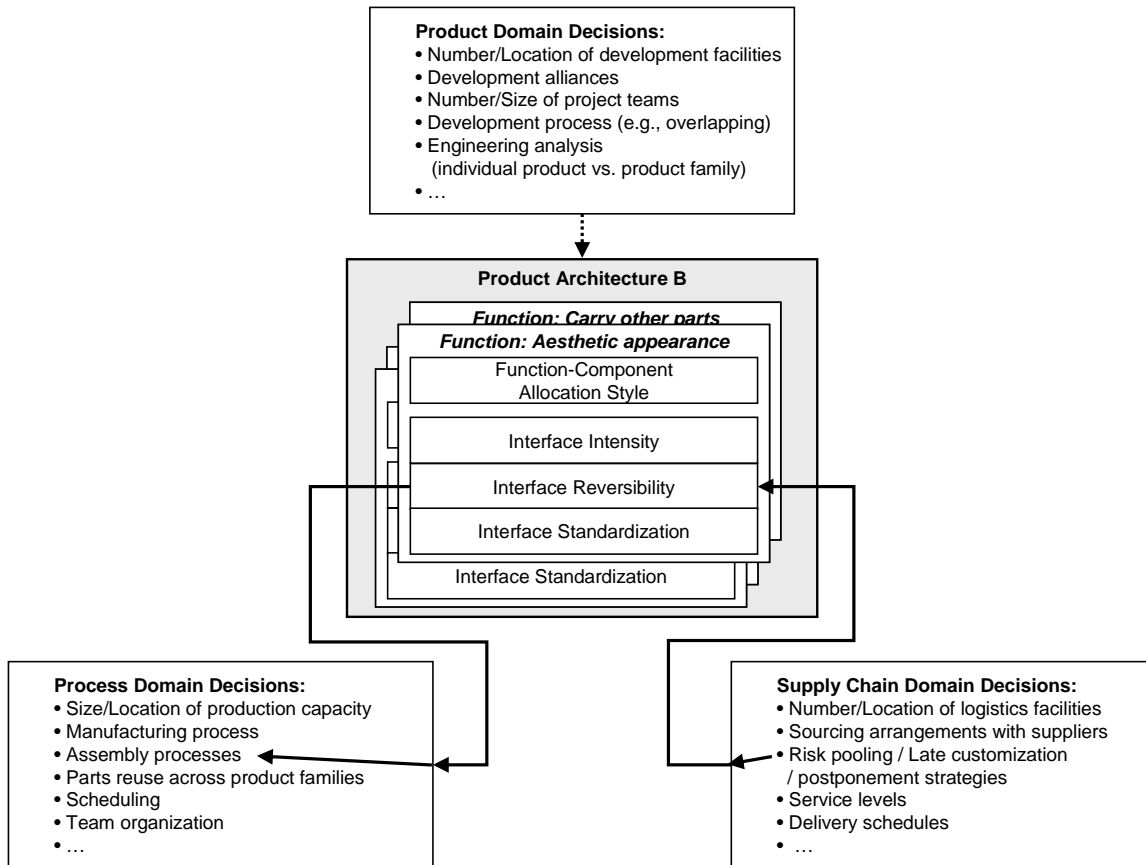 Product Domain Decisions:
• Number/Location of development facilities
• Development alliances
• Number/Size of project teams
• Development process (e.g., overlapping)
• Engineering analysis
(individual product vs. product family)
• …
Product Architecture B
Function: Carry other parts
Function: Aesthetic appearance
Function-Component
Allocation Style
Interface Intensity
Interface Reversibility
Interface Standardization
Interface Standardization
Process Domain Decisions:
• Size/Location of production capacity
• Manufacturing process
• Assembly processes
• Parts reuse across product families
• Scheduling
• Team organization
• …
Supply Chain Domain Decisions:
• Number/Location of logistics facilities
• Sourcing arrangements with suppliers
• Risk pooling / Late customization
/ postponement strategies
• Service levels
• Delivery schedules
• …